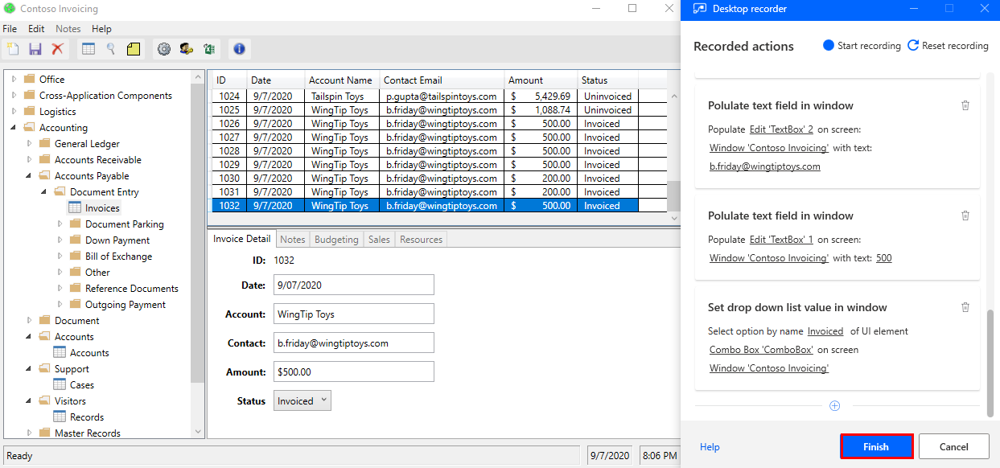 Contoso Invoicing
File Edit Notes Help
Office
Cross-Application Components
Logistics
Accounting
General Ledger
Accounts Receivable
Accounts Payable
Document Entry
Invoices
Document Parking
Down Payment
Bill of Exchange
Other
Reference Documents
Outgoing Payment
Document
Accounts
Accounts
Support
Cases
Visitors
Records
Master Records
ID Date Account Name Contact Email Amount Status
1024 9/7/2020 Tailspin Toys p.gupta@tailspintoys.com $ 5,429.69 Uninvoiced
1025 9/7/2020 WingTip Toys b.friday@wingtiptoys.com $ 1,088.74 Uninvoiced
1026 9/7/2020 WingTip Toys b.friday@wingtiptoys.com $ 500.00 Invoiced
1027 9/7/2020 WingTip Toys b.friday@wingtiptoys.com $ 500.00 Invoiced
1028 9/7/2020 WingTip Toys b.friday@wingtiptoys.com $ 500.00 Invoiced
1029 9/7/2020 WingTip Toys b.friday@wingtiptoys.com $ 500.00 Invoiced
1030 9/7/2020 WingTip Toys b.friday@wingtiptoys.com $ 200.00 Invoiced
1031 9/7/2020 WingTip Toys b.friday@wingtiptoys.com $ 200.00 Invoiced
1032 9/7/2020 WingTip Toys b.friday@wingtiptoys.com $ 500.00 Invoiced
Invoice Detail Notes Budgeting Sales Resources
ID: 1032
Date: 9/07/2020
Account: WingTip Toys
Contact: b.friday@wingtiptoys.com
Amount: $500.00
Status Invoiced
Ready 9/7/2020 8:06 PM
Desktop recorder
Recorded actions Start recording Reset recording
Polulate text field in window
Populate Edit 'TextBox' 2 on screen:
Window 'Contoso Invoicing' with text:
b.friday@wingtiptoys.com
Polulate text field in window
Populate Edit 'TextBox' 1 on screen:
Window 'Contoso Invoicing' with text: 500
Set drop down list value in window
Select option by name Invoiced of UI element
Combo Box 'ComboBox' on screen
Window 'Contoso Invoicing'
Help Finish Cancel